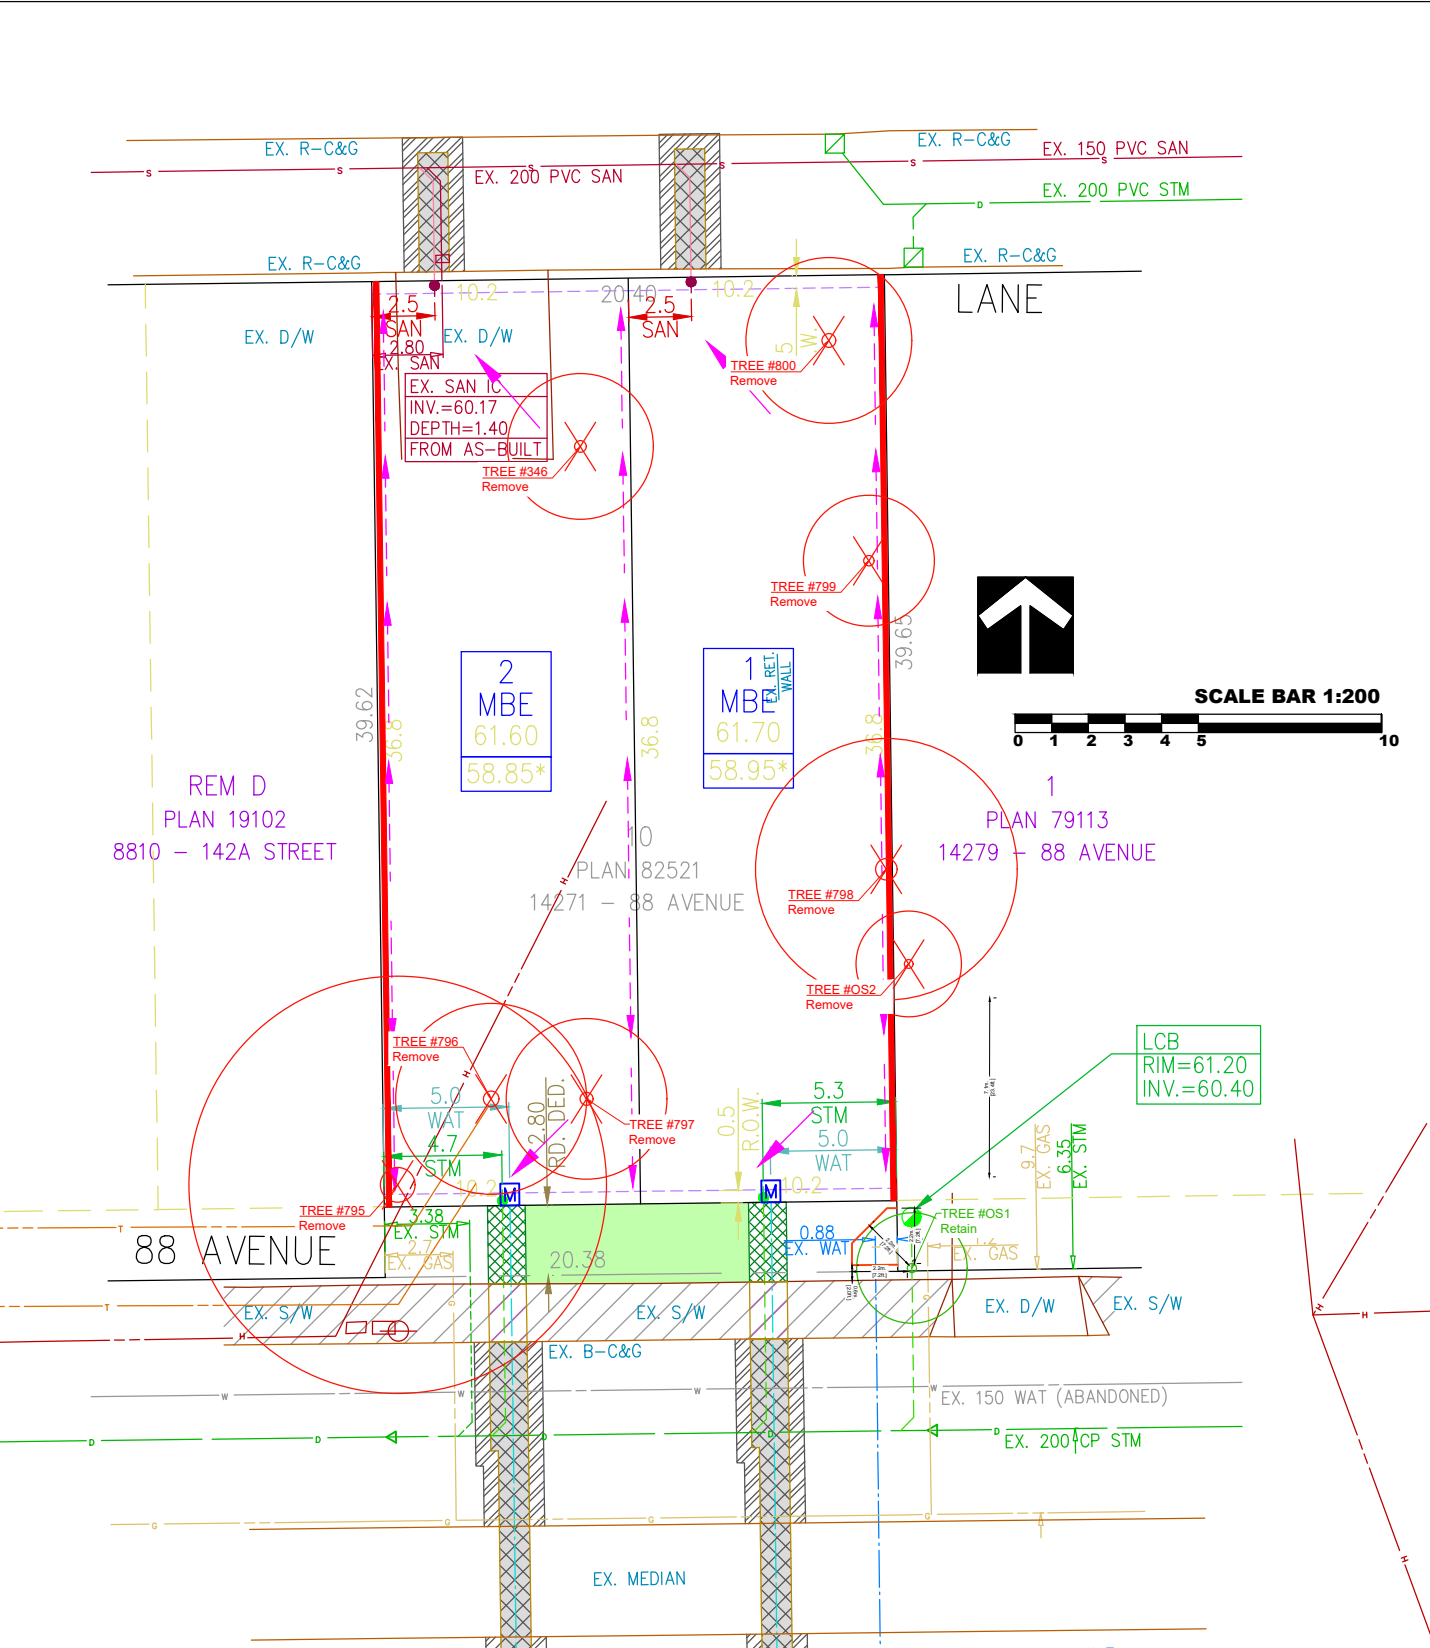 EX. R-C&G
EX. R-C&G
EX. 150 PVC SAN
S
S
S
S
S
S
EX. 200 PVC SAN
EX. 200 PVC STM
D
EX. R-C&G
EX. R-C&G
LANE
10.2
20.40
10.2
2.5
SAN
2.5
SAN
EX. D/W
EX. D/W
2.80
EX. SAN
5
W.
TREE #800
Remove
EX. SAN IC
INV.=60.17
DEPTH=1.40
FROM AS-BUILT
TREE #346
Remove
TREE #799
Remove
39.65
39.62
36.8
36.8
36.8
2
MBE
61.60
58.85*
1
MBE
61.70
58.95*
EX. RET.
WALL
SCALE BAR 1:200
0 1 2 3 4 5 10
REM D
PLAN 19102
8810 - 142A STREET
10
PLAN 82521
14271 - 88 AVENUE
1
PLAN 79113
14279 - 88 AVENUE
H
TREE #798
Remove
TREE #OS2
Remove
TREE #796
Remove
H
5.0
WAT
4.7
STM
2.80
RD. DED.
TREE #797
Remove
0.5
R.O.W.
5.3
STM
5.0
WAT
LCB
RIM=61.20
INV.=60.40
9.7
EX. GAS
6.35
EX. STM
10.2
M
M
10.2
TREE #795
Remove
T
3.38
EX. STM
2.7
EX. GAS
88 AVENUE
20.38
0.88
EX. WAT
TREE #OS1
Retain
EX. GAS
2.2m
[7.2ft.]
T
G
EX. S/W
EX. S/W
EX. D/W
EX. S/W
H
H
H
EX. B-C&G
W
W
W
W
EX. 150 WAT (ABANDONED)
D
D
D
D
D
EX. 200 CP STM
G
G
G
G
EX. MEDIAN
H